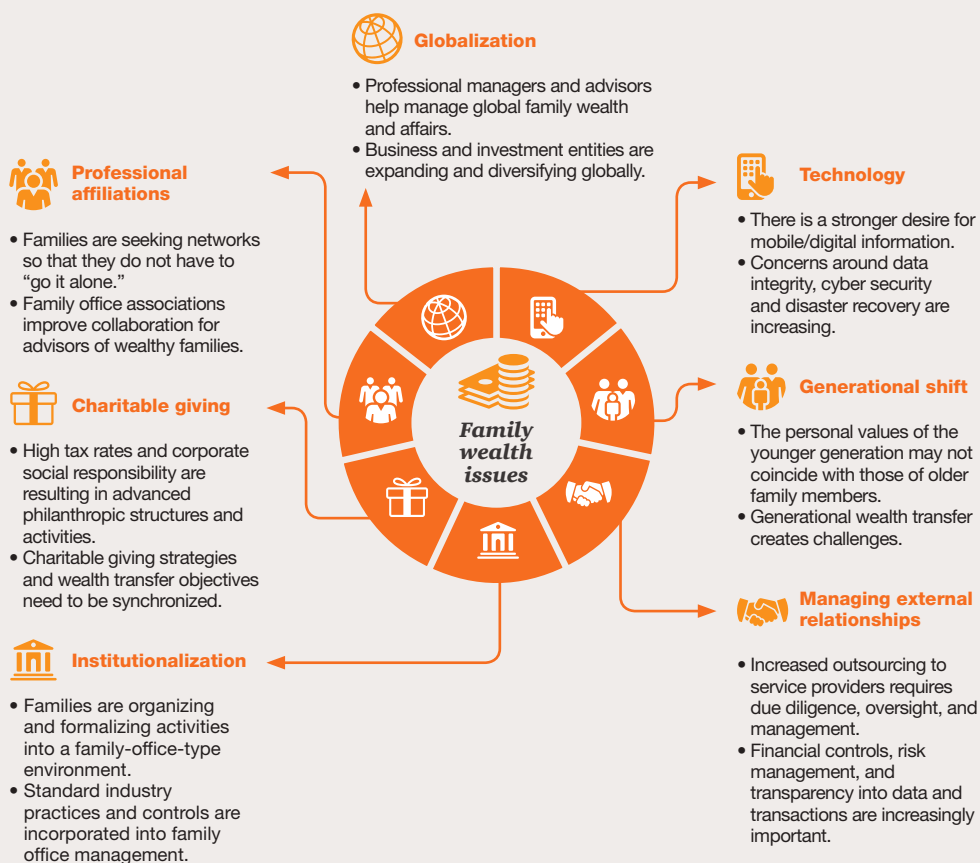 Globalization
• Professional managers and advisors
help manage global family wealth
and affairs.
• Business and investment entities are
expanding and diversifying globally.
Professional
affiliations
• Families are seeking networks
so that they do not have to
“go it alone.”
• Family office associations
improve collaboration for
advisors of wealthy families.
Charitable giving
• High tax rates and corporate
social responsibility are
resulting in advanced
philanthropic structures and
activities.
• Charitable giving strategies
and wealth transfer objectives
need to be synchronized.
Institutionalization
• Families are organizing
and formalizing activities
into a family-office-type
environment.
• Standard industry
practices and controls are
incorporated into family
office management.
Family
wealth
issues
Technology
• There is a stronger desire for
mobile/digital information.
• Concerns around data
integrity, cyber security
and disaster recovery are
increasing.
Generational shift
• The personal values of the
younger generation may not
coincide with those of older
family members.
• Generational wealth transfer
creates challenges.
Managing external
relationships
• Increased outsourcing to
service providers requires
due diligence, oversight, and
management.
• Financial controls, risk
management, and
transparency into data and
transactions are increasingly
important.